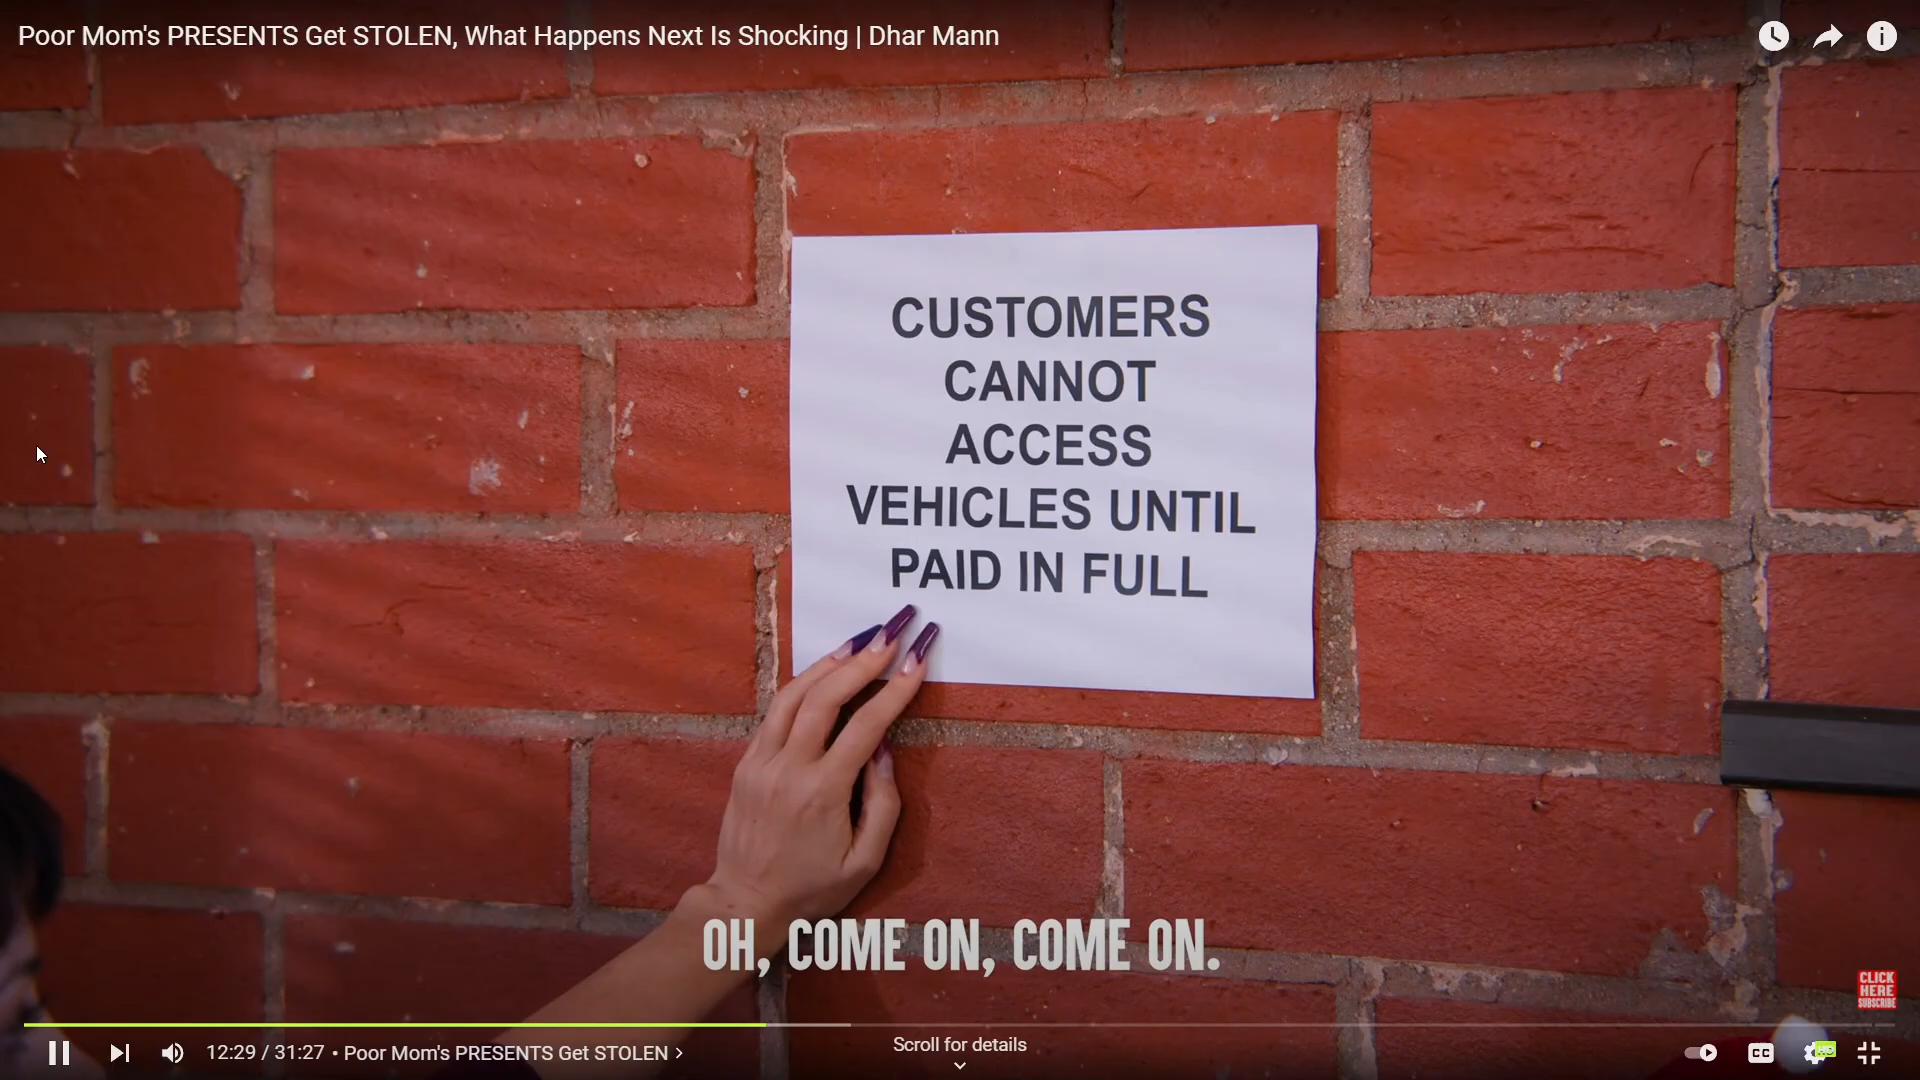 Poor Mom's PRESENTS Get STOLEN, What Happens Next Is Shocking | Dhar Mann
CUSTOMERS
CANNOT
ACCESS
VEHICLES UNTIL
PAID IN FULL
OH, COME ON, COME ON.
CLICK
HERE
SUBSCRIBE
12:29 / 31:27 • Poor Mom's PRESENTS Get STOLEN
Scroll for details
CC
HD